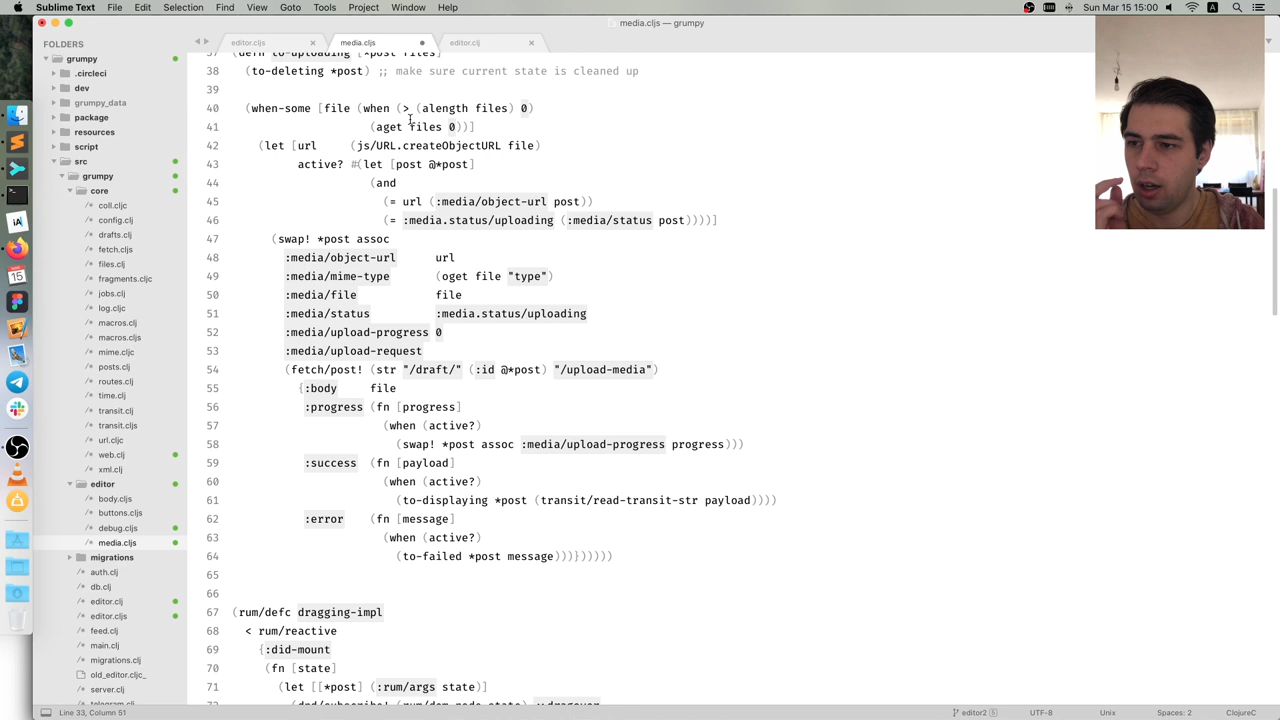 Sublime Text File Edit Selection Find View Goto Tools Project Window Help Sun Mar 15 15:00
media.cljs — grumpy
FOLDERS
grumpy
.circleci
dev
grumpy_data
package
resources
script
src
grumpy
core
coll.cljc
config.clj
drafts.clj
fetch.cljs
files.clj
fragments.cljc
jobs.clj
log.cljc
macros.clj
macros.cljs
mime.cljc
posts.clj
routes.clj
time.cljc
transit.clj
transit.cljs
url.cljc
web.clj
xml.clj
editor
body.cljs
buttons.cljs
debug.cljs
media.cljs
migrations
auth.clj
db.clj
editor.clj
editor.cljs
feed.clj
main.clj
migrations.clj
old_editor.cljc_
server.clj
telegram.clj
editor.cljs media.cljs editor.clj
37 (defn to-uploading [*post files]
38 (to-deleting *post) ;; make sure current state is cleaned up
39
40 (when-some [file (when (> (alength files) 0)
41 (aget files 0))]
42 (let [url (js/URL.createObjectURL file)
43 active? #(let [post @*post]
44 (and
45 (= url (:media/object-url post))
46 (= :media.status/uploading (:media/status post))))]
47 (swap! *post assoc
48 :media/object-url url
49 :media/mime-type (oget file "type")
50 :media/file file
51 :media/status :media.status/uploading
52 :media/upload-progress 0
53 :media/upload-request
54 (fetch/post! (str "/draft/" (:id @*post) "/upload-media")
55 {:body file
56 :progress (fn [progress]
57 (when (active?)
58 (swap! *post assoc :media/upload-progress progress)))
59 :success (fn [payload]
60 (when (active?)
61 (to-displaying *post (transit/read-transit-str payload))))
62 :error (fn [message]
63 (when (active?)
64 (to-failed *post message)))}))))))
65
66
67 (rum/defc dragging-impl
68 < rum/reactive
69 {:did-mount
70 (fn [state]
71 (let [[*post] (:rum/args state)]
Line 33, Column 51 editor2 5 UTF-8 Unix Spaces: 2 ClojureC